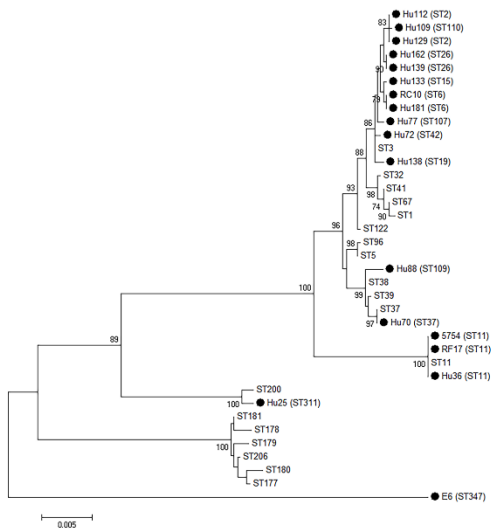 83
Hu112 (ST2)
Hu109 (ST110)
Hu129 (ST2)
Hu162 (ST26)
90
Hu139 (ST26)
Hu133 (ST15)
RC10 (ST6)
79
Hu181 (ST6)
86
Hu77 (ST107)
Hu72 (ST42)
ST3
88
Hu138 (ST19)
ST32
98
ST41
93
74
ST67
90
ST1
96
ST122
98
ST96
ST5
Hu88 (ST109)
100
ST38
99
ST39
ST37
97
Hu70 (ST37)
89
5754 (ST11)
RF17 (ST11)
100
ST11
Hu36 (ST11)
ST200
100
Hu25 (ST311)
ST181
ST178
100
ST179
ST206
ST180
ST177
E6 (ST347)
0.005